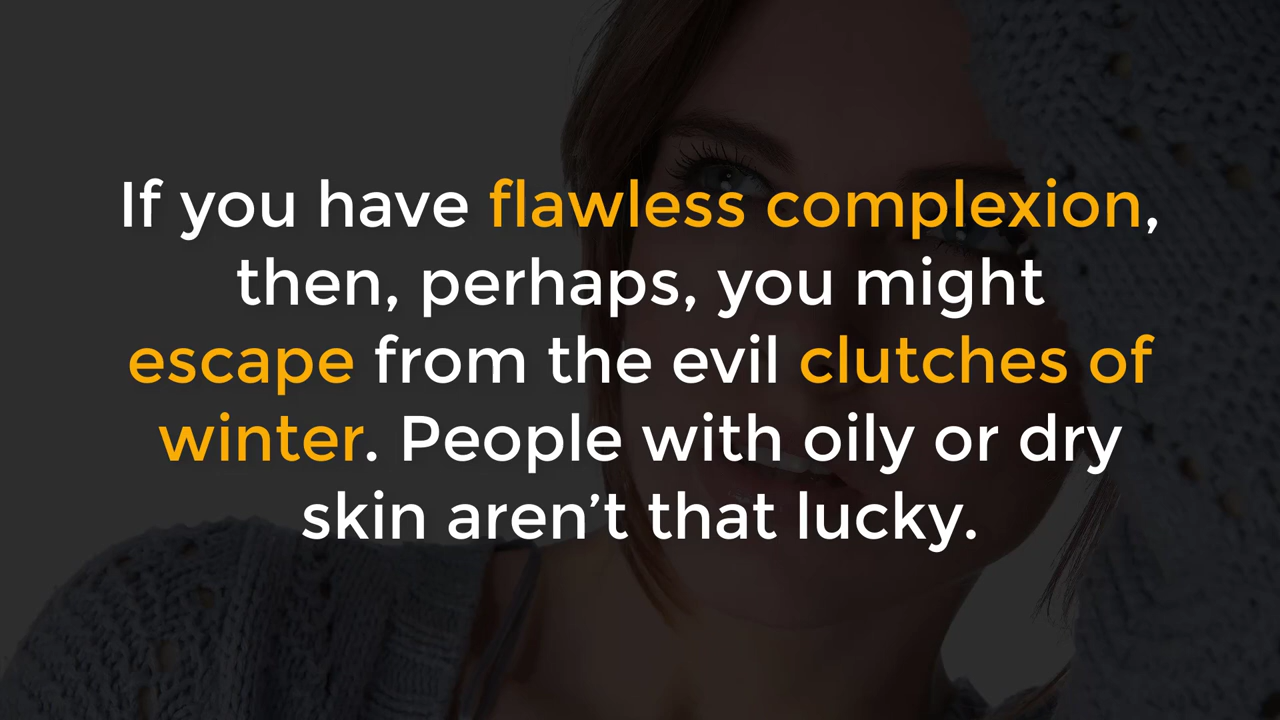 If you have flawless complexion,
then, perhaps, you might
escape from the evil clutches of
winter. People with oily or dry
skin aren’t that lucky.